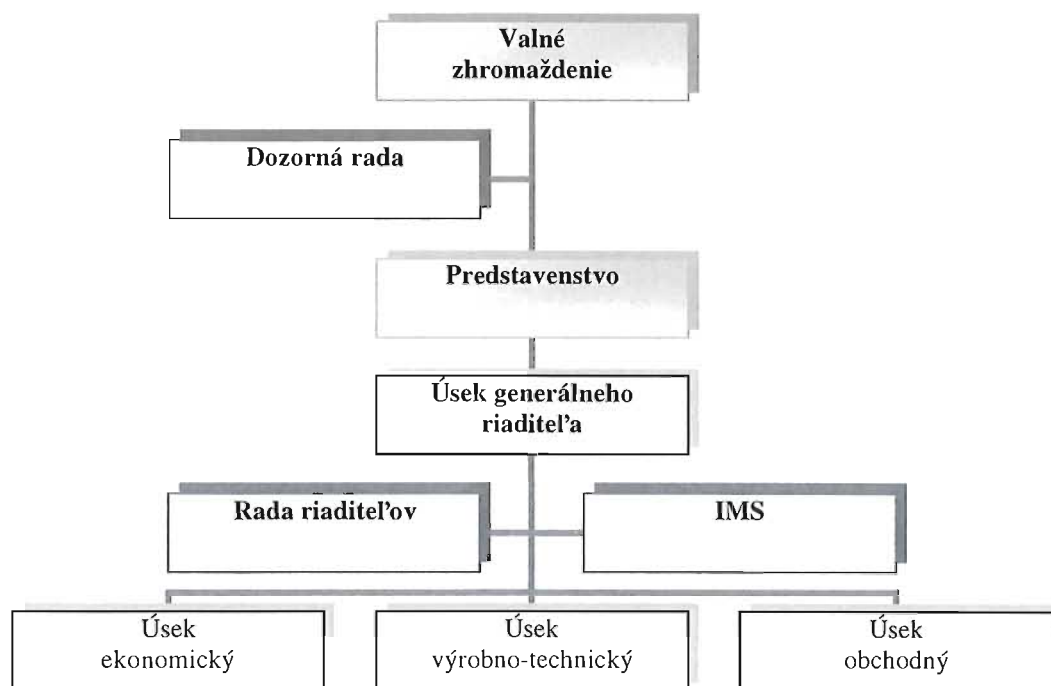 Valné
zhromaždenie
Dozorná rada
Predstavenstvo
Úsek generálneho
riaditeľa
Rada riaditeľov
IMS
Úsek
ekonomický
Úsek
výrobno-technický
Úsek
obchodný